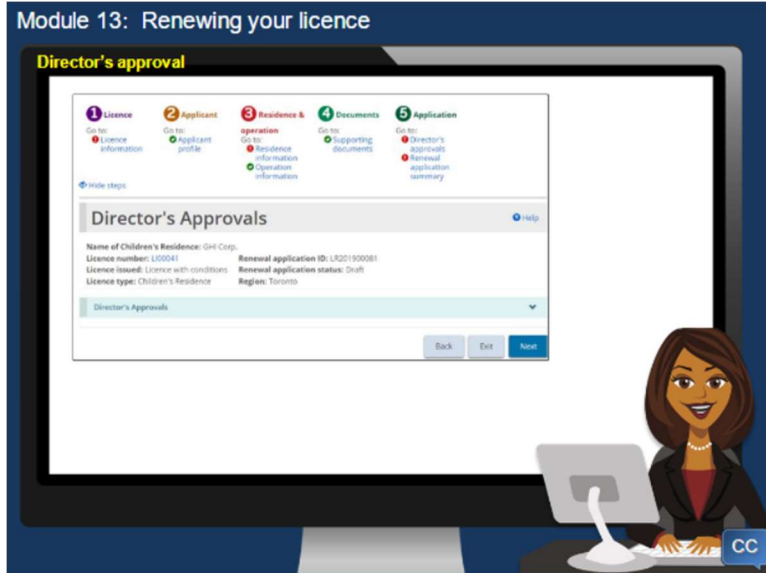 Module 13:  Renewing your licence
Director's approval
1 Licence
Go to:
Licence
information
2 Applicant
Go to:
Applicant
profile
3 Residence &
operation
Go to:
Residence
information
Operation
information
4 Documents
Go to:
Supporting
documents
5 Application
Go to:
Director's
approvals
Renewal
application
summary
Hide steps
Director's Approvals
Help
Name of Children's Residence: GHI Corp.
Licence number: LI00041 Renewal application ID: LR201900081
Licence issued: Licence with conditions Renewal application status: Draft
Licence type: Children's Residence Region: Toronto
Director's Approvals
Back Exit Next
CC